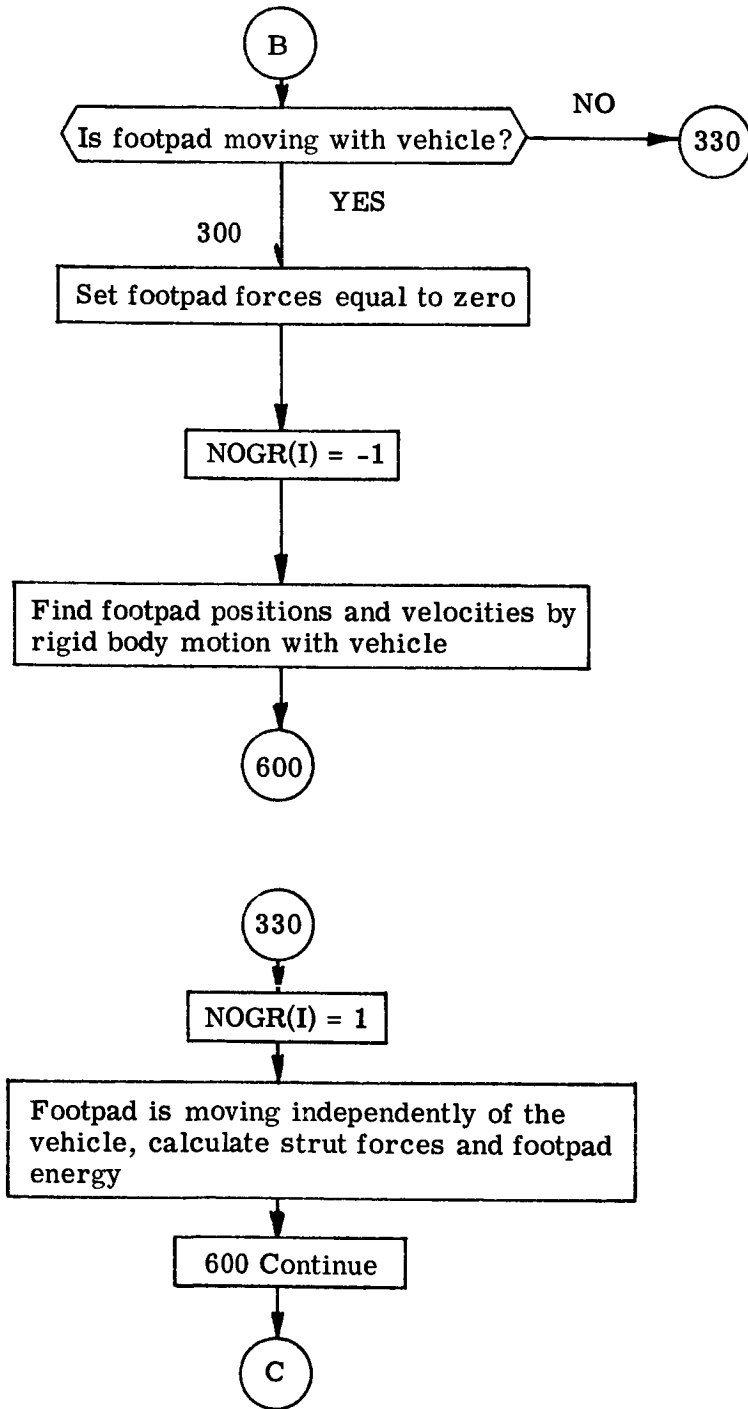 B
Is footpad moving with vehicle?
NO
330
YES
300
Set footpad forces equal to zero
NOGR(I) = -1
Find footpad positions and velocities by
rigid body motion with vehicle
600
330
NOGR(I) = 1
Footpad is moving independently of the
vehicle, calculate strut forces and footpad
energy
600 Continue
C